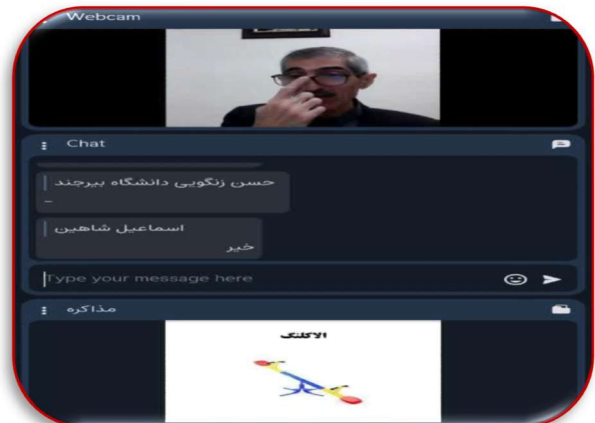 Webcam
Chat
حسن زنگویی دانشگاه بیرجند
_
اسماعیل شاهین
خیر
Type your message here
مذاکره
الاکلنگ